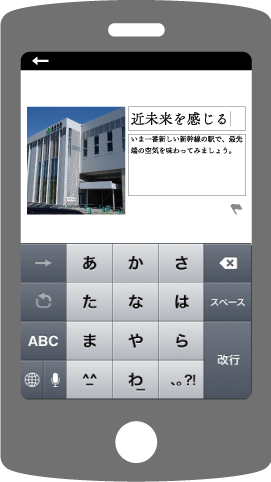 近未来を感じる
いま一番新しい新幹線の駅で、最先
端の空気を味わってみましょう。
→ あ か さ
た な は スペース
ABC ま や ら
改行
^_^ わ_ 、。?!